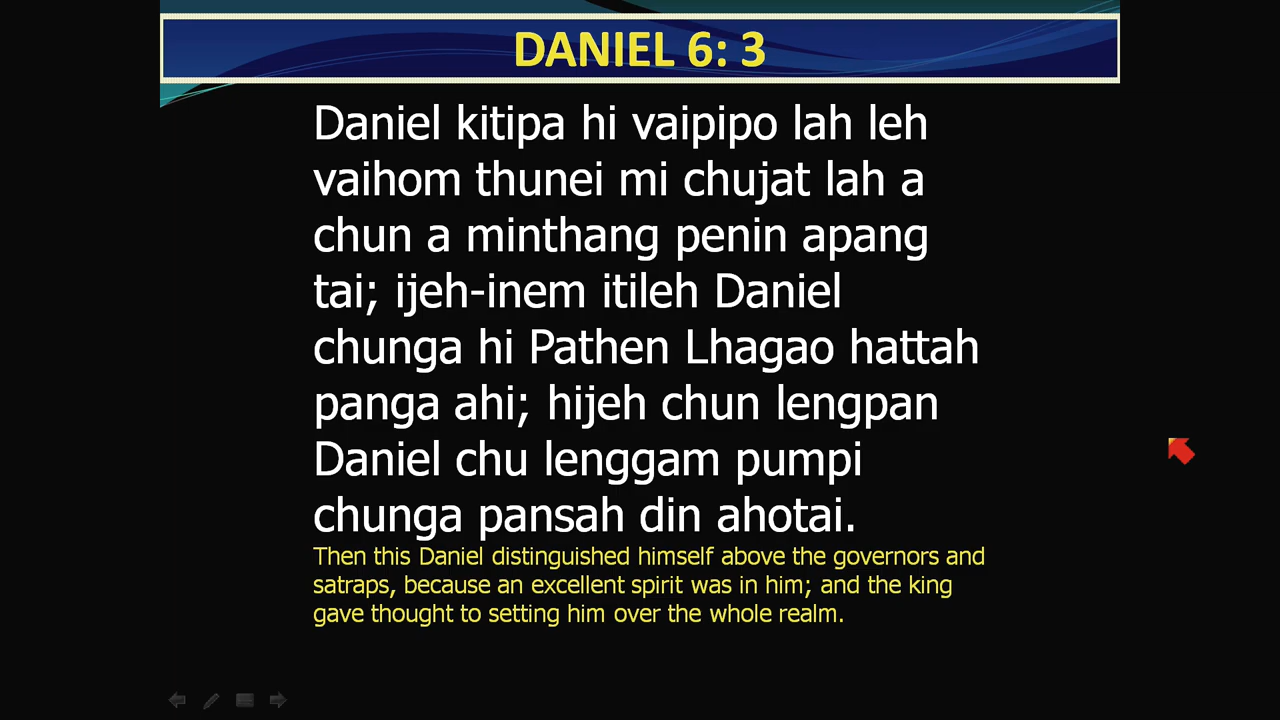 DANIEL 6: 3
Daniel kitipa hi vaipipo lah leh
vaihom thunei mi chujat lah a
chun a minthang penin apang
tai; ijeh-inem itileh Daniel
chunga hi Pathen Lhagao hattah
panga ahi; hijeh chun lengpan
Daniel chu lenggam pumpi
chunga pansah din ahotai.
Then this Daniel distinguished himself above the governors and
satraps, because an excellent spirit was in him; and the king
gave thought to setting him over the whole realm.